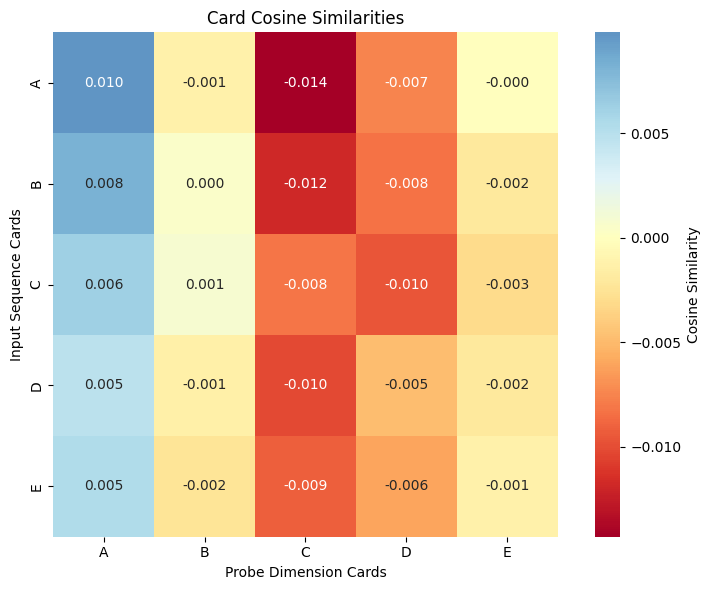 Card Cosine Similarities
A 0.010 -0.001 -0.014 -0.007 -0.000
B 0.008 0.000 -0.012 -0.008 -0.002
C 0.006 0.001 -0.008 -0.010 -0.003
D 0.005 -0.001 -0.010 -0.005 -0.002
E 0.005 -0.002 -0.009 -0.006 -0.001
A B C D E
Probe Dimension Cards
Input Sequence Cards
0.005
0.000
−0.005
−0.010
Cosine Similarity